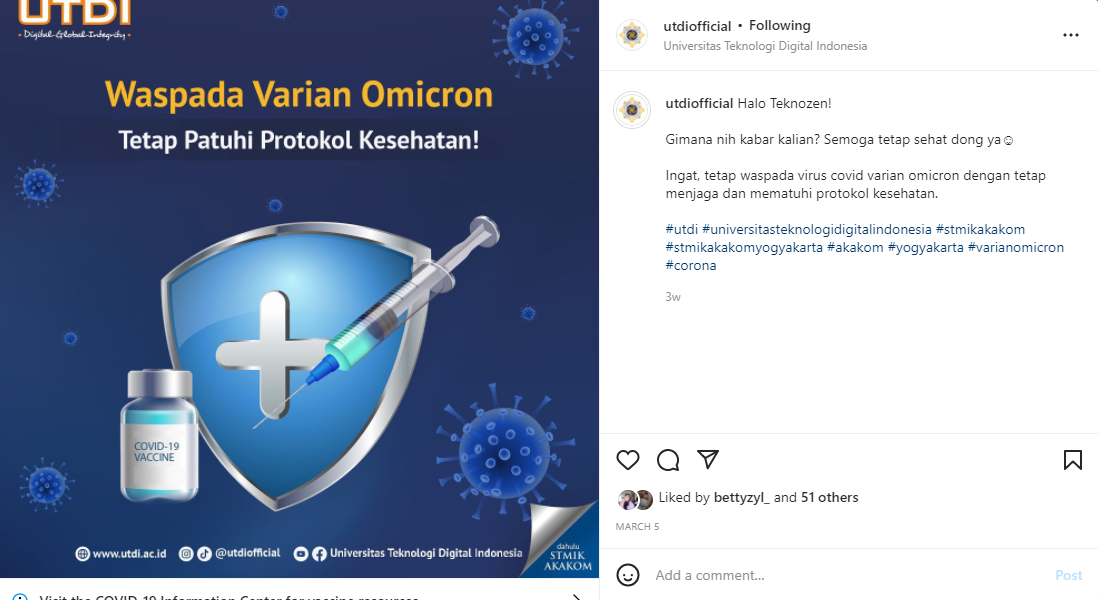 UTDI
• Digital-Global-Integrity •
Waspada Varian Omicron
Tetap Patuhi Protokol Kesehatan!
COVID-19
VACCINE
www.utdi.ac.id @utdiofficial Universitas Teknologi Digital Indonesia
dahulu
STMIK
AKAKOM
Visit the COVID-19 Information Center for vaccine resources
utdiofficial • Following
Universitas Teknologi Digital Indonesia
utdiofficial Halo Teknozen!
Gimana nih kabar kalian? Semoga tetap sehat dong ya☺
Ingat, tetap waspada virus covid varian omicron dengan tetap
menjaga dan mematuhi protokol kesehatan.
#utdi #universitasteknologidigitalindonesia #stmikakakom
#stmikakakomyogyakarta #akakom #yogyakarta #varianomicron
#corona
3w
Liked by bettyzyl_ and 51 others
MARCH 5
Add a comment...
Post